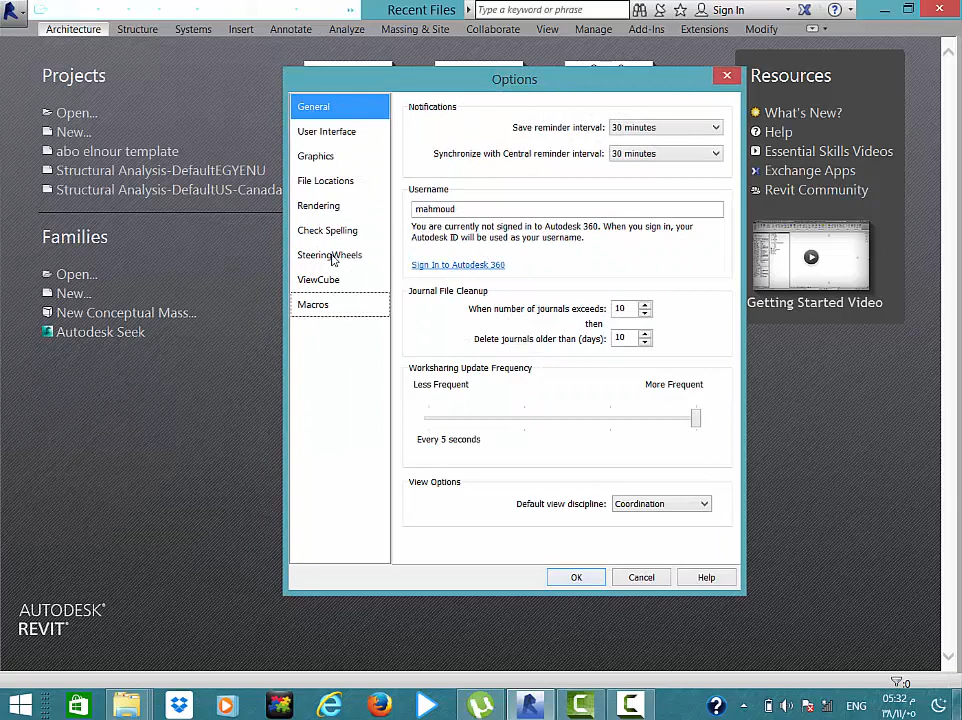 Recent Files
Type a keyword or phrase
Sign In
Architecture
Structure
Systems
Insert
Annotate
Analyze
Massing & Site
Collaborate
View
Manage
Add-Ins
Extensions
Modify
Projects
Open...
New...
abo elnour template
Structural Analysis-DefaultEGYENU
Structural Analysis-DefaultUS-Canada
Families
Open...
New...
New Conceptual Mass...
Autodesk Seek
AUTODESK®
REVIT®
Options
General
User Interface
Graphics
File Locations
Rendering
Check Spelling
SteeringWheels
ViewCube
Macros
Notifications
Save reminder interval: 30 minutes
Synchronize with Central reminder interval: 30 minutes
Username
mahmoud
You are currently not signed in to Autodesk 360. When you sign in, your
Autodesk ID will be used as your username.
Sign In to Autodesk 360
Journal File Cleanup
When number of journals exceeds: 10
then
Delete journals older than (days): 10
Worksharing Update Frequency
Less Frequent More Frequent
Every 5 seconds
View Options
Default view discipline: Coordination
OK Cancel Help
Resources
What's New?
Help
Essential Skills Videos
Exchange Apps
Revit Community
Getting Started Video
:0
ENG
05:32 م